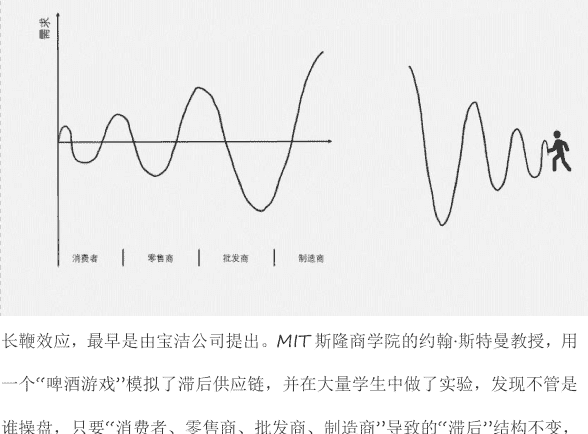 需求
消费者 零售商 批发商 制造商
长鞭效应，最早是由宝洁公司提出。MIT 斯隆商学院的约翰·斯特曼教授，用
一个“啤酒游戏”模拟了滞后供应链，并在大量学生中做了实验，发现不管是
谁操盘，只要“消费者、零售商、批发商、制造商”导致的“滞后”结构不变，